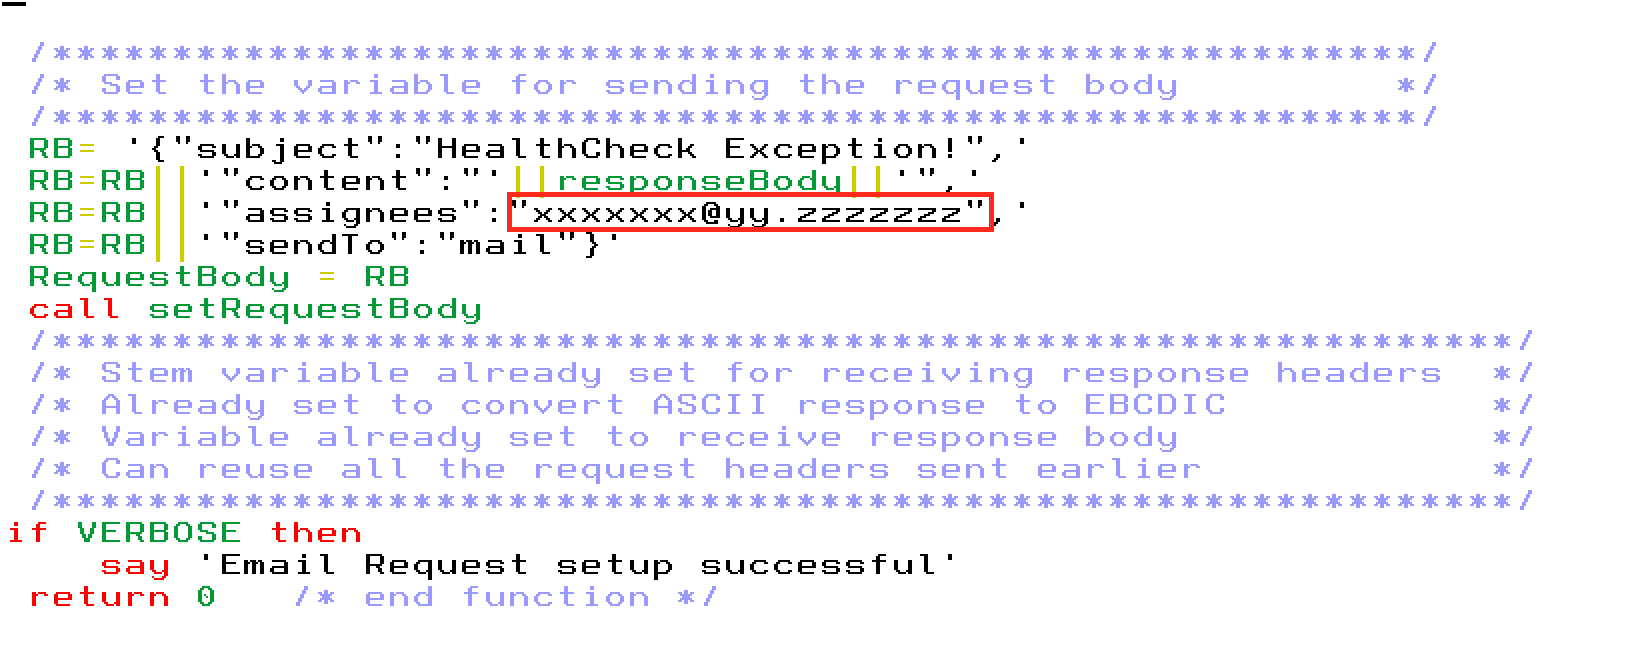 /*********************************************************/
/* Set the variable for sending the request body         */
/*********************************************************/
RB= '{"subject":"HealthCheck Exception!",'
RB=RB||'"content":"'||responseBody||'",'
RB=RB||'"assignees":"xxxxxxx@yy.zzzzzzz",'
RB=RB||'"sendTo":"mail"}'
RequestBody = RB
call setRequestBody
/*************************************************************/
/* Stem variable already set for receiving response headers  */
/* Already set to convert ASCII response to EBCDIC           */
/* Variable already set to receive response body             */
/* Can reuse all the request headers sent earlier            */
/*************************************************************/
if VERBOSE then
    say 'Email Request setup successful'
return 0   /* end function */